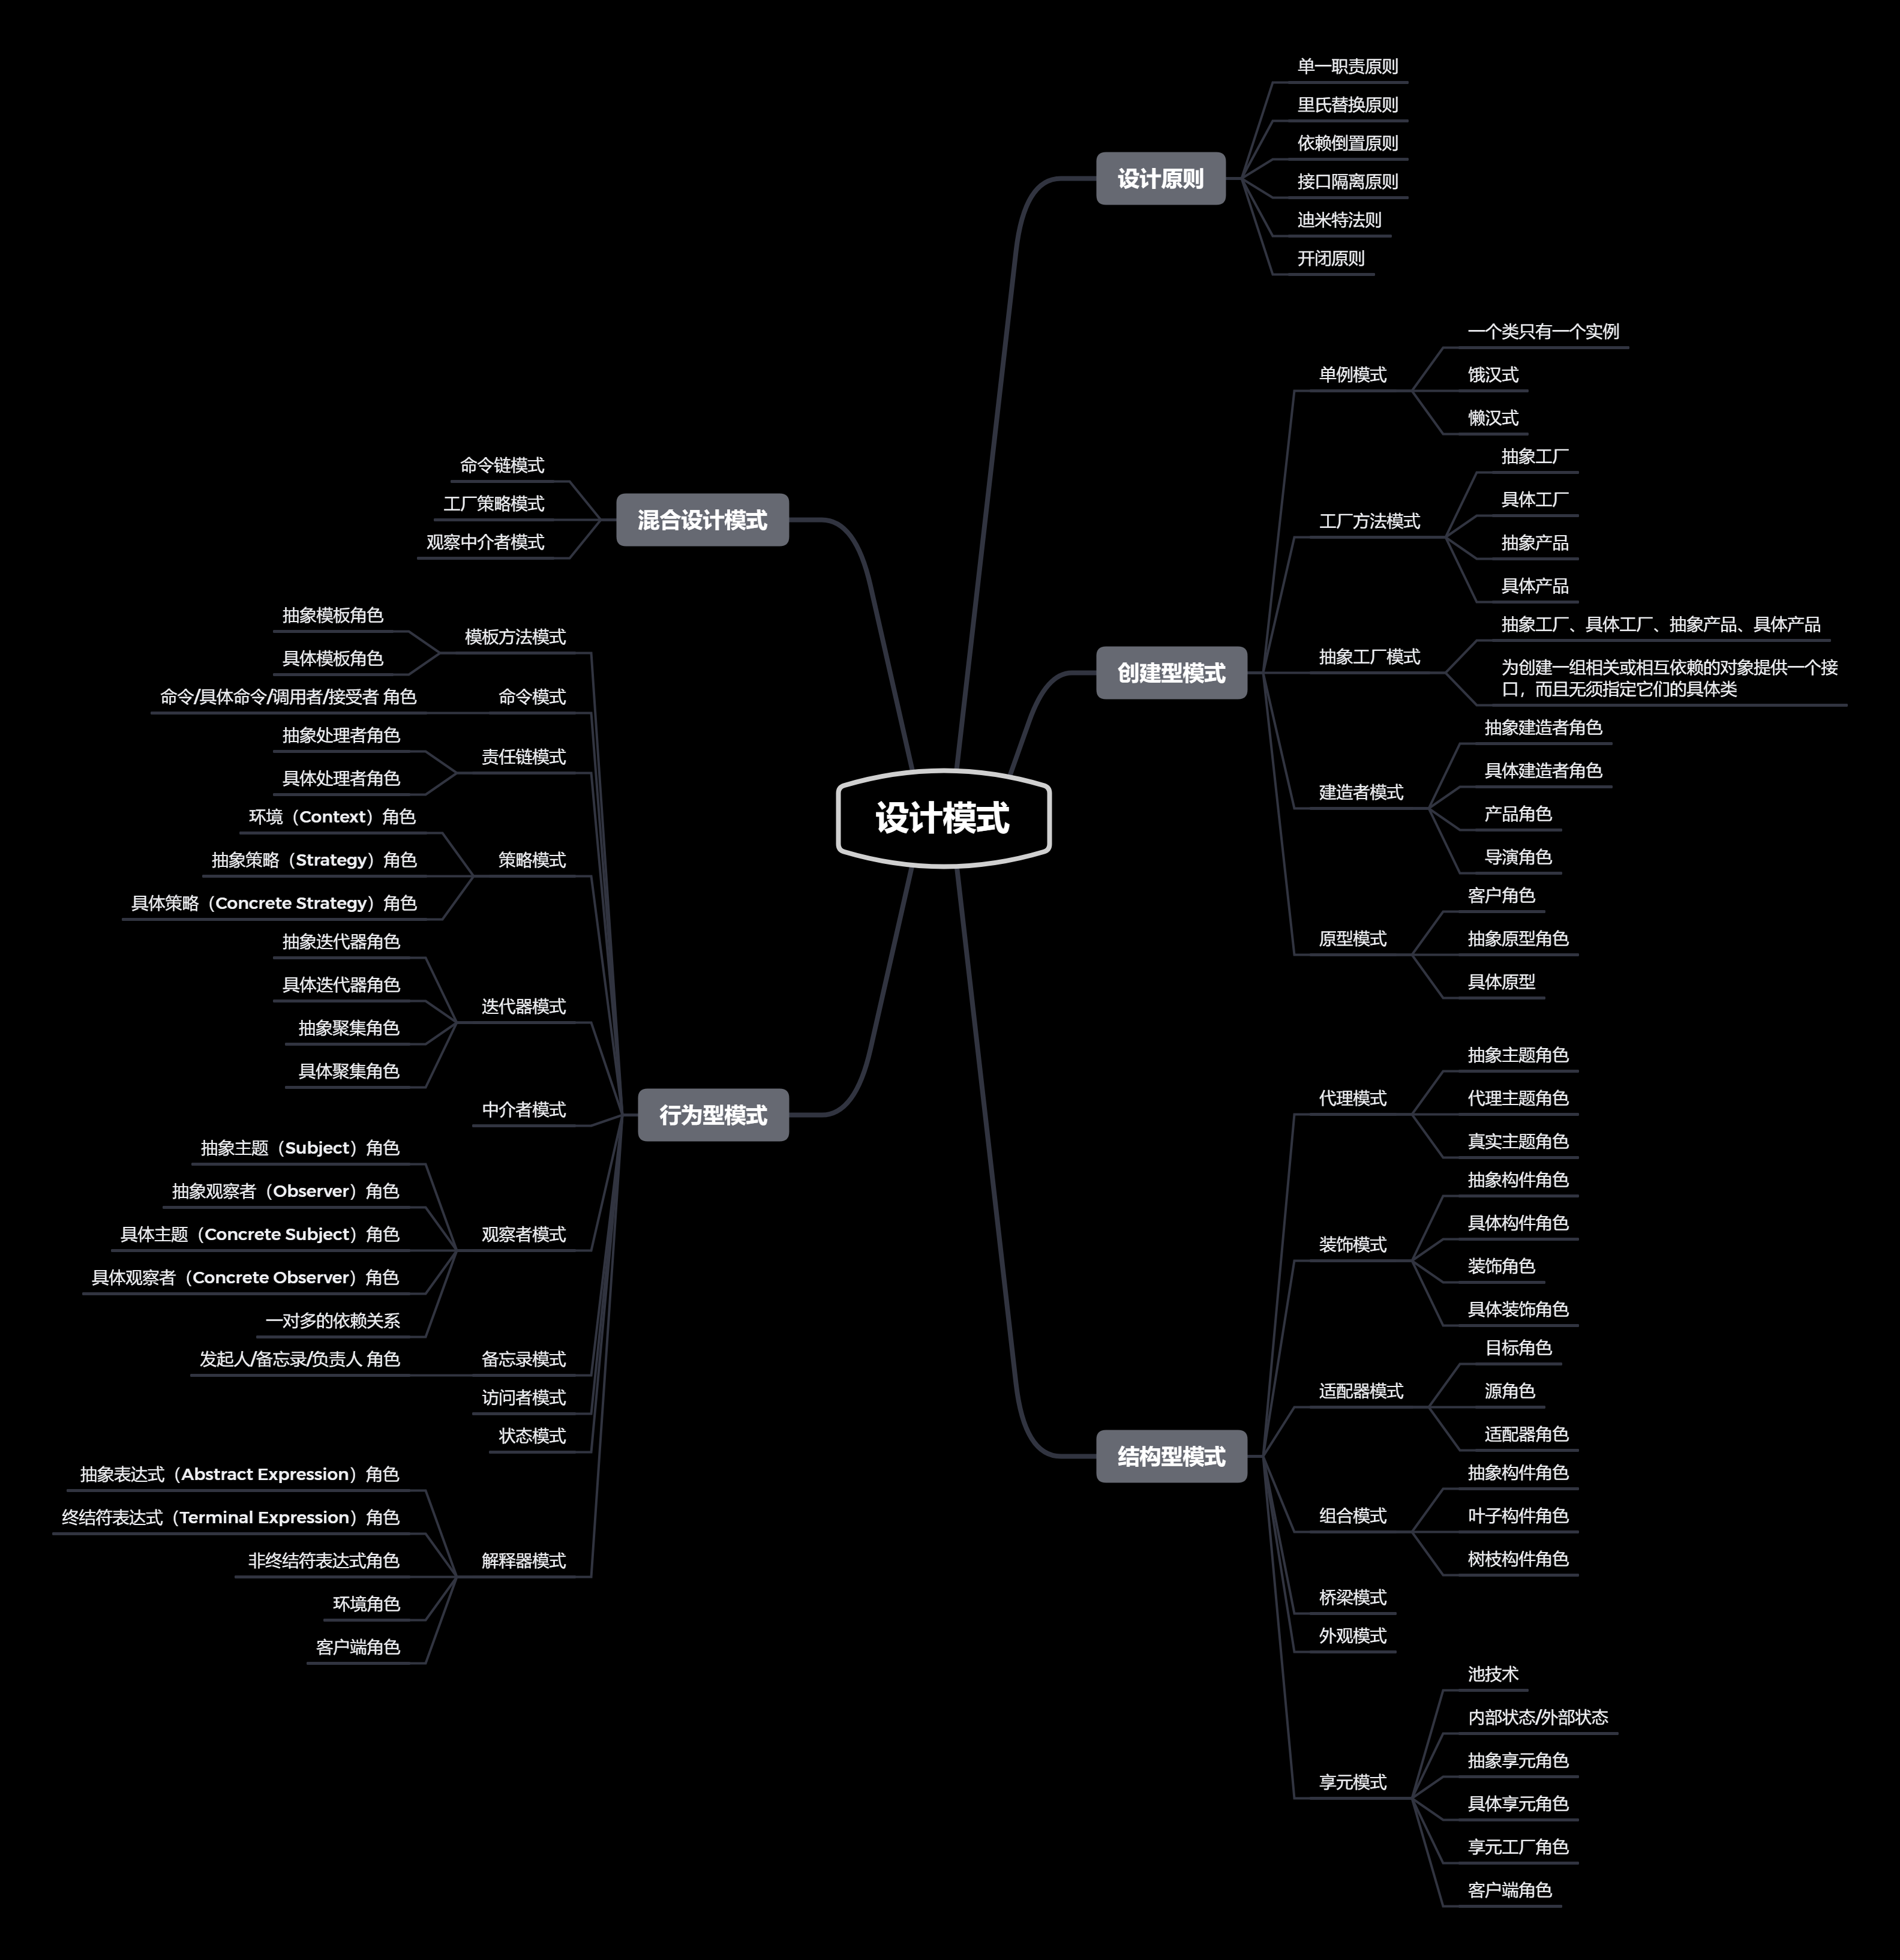 设计模式
设计原则
单一职责原则
里氏替换原则
依赖倒置原则
接口隔离原则
迪米特法则
开闭原则
创建型模式
单例模式
一个类只有一个实例
饿汉式
懒汉式
工厂方法模式
抽象工厂
具体工厂
抽象产品
具体产品
抽象工厂模式
抽象工厂、具体工厂、抽象产品、具体产品
为创建一组相关或相互依赖的对象提供一个接
口，而且无须指定它们的具体类
建造者模式
抽象建造者角色
具体建造者角色
产品角色
导演角色
原型模式
客户角色
抽象原型角色
具体原型
结构型模式
代理模式
抽象主题角色
代理主题角色
真实主题角色
装饰模式
抽象构件角色
具体构件角色
装饰角色
具体装饰角色
适配器模式
目标角色
源角色
适配器角色
组合模式
抽象构件角色
叶子构件角色
树枝构件角色
桥梁模式
外观模式
享元模式
池技术
内部状态/外部状态
抽象享元角色
具体享元角色
享元工厂角色
客户端角色
混合设计模式
命令链模式
工厂策略模式
观察中介者模式
行为型模式
模板方法模式
抽象模板角色
具体模板角色
命令模式
命令/具体命令/调用者/接受者 角色
责任链模式
抽象处理者角色
具体处理者角色
策略模式
环境（Context）角色
抽象策略（Strategy）角色
具体策略（Concrete Strategy）角色
迭代器模式
抽象迭代器角色
具体迭代器角色
抽象聚集角色
具体聚集角色
中介者模式
观察者模式
抽象主题（Subject）角色
抽象观察者（Observer）角色
具体主题（Concrete Subject）角色
具体观察者（Concrete Observer）角色
一对多的依赖关系
备忘录模式
发起人/备忘录/负责人 角色
访问者模式
状态模式
解释器模式
抽象表达式（Abstract Expression）角色
终结符表达式（Terminal Expression）角色
非终结符表达式角色
环境角色
客户端角色